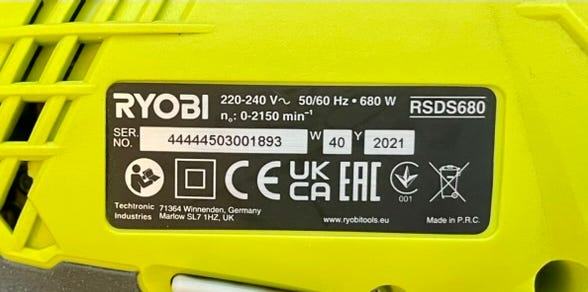 RYOBI 220-240 V~ 50/60 Hz • 680 W RSDS680
n₀: 0-2150 min⁻¹
SER. NO. 44444503001893 W 40 Y 2021
CE UK CA EAC 001
Techtronic Industries
71364 Winnenden, Germany
Marlow SL7 1HZ, UK
www.ryobitools.eu
Made in P.R.C.